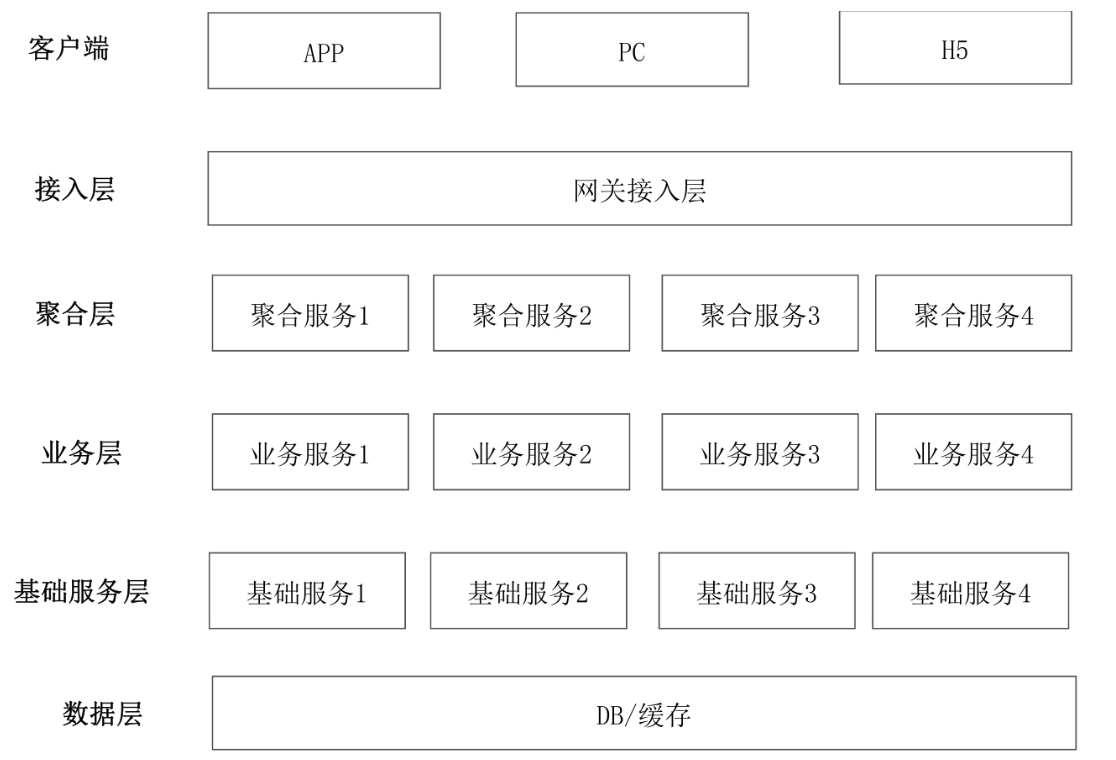 客户端 APP PC H5
接入层 网关接入层
聚合层 聚合服务1 聚合服务2 聚合服务3 聚合服务4
业务层 业务服务1 业务服务2 业务服务3 业务服务4
基础服务层 基础服务1 基础服务2 基础服务3 基础服务4
数据层 DB/缓存